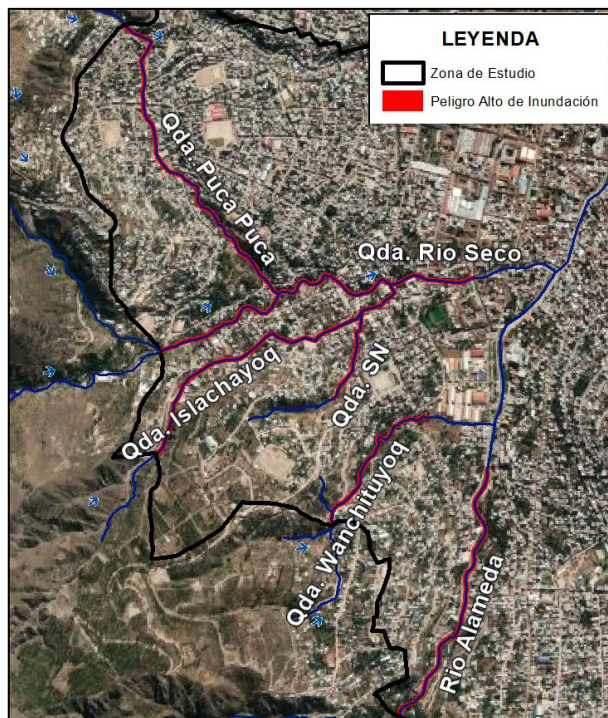 LEYENDA
Zona de Estudio
Peligro Alto de Inundación
Qda. Puca Puca
Qda. Rio Seco
Qda. Islachayoq
Qda. SN
Qda. Wanchituyoq
Rio Alameda